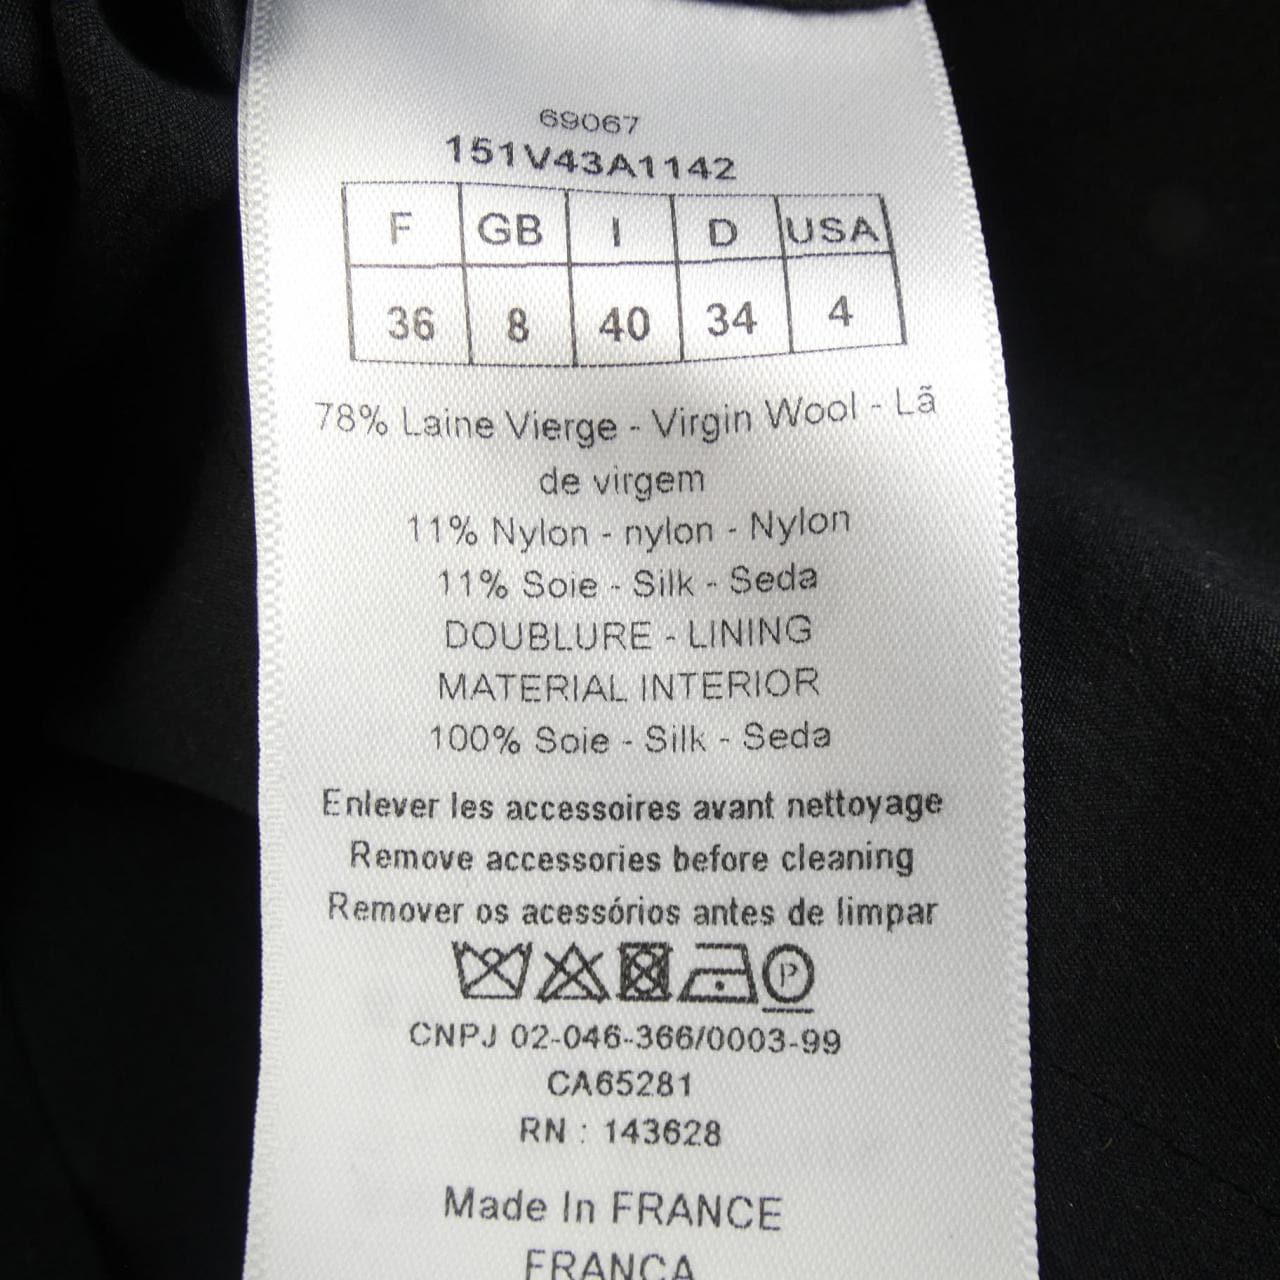 69067
151V43A1142
F GB I D USA
36 8 40 34 4
78% Laine Vierge - Virgin Wool - Lã
de virgem
11% Nylon - nylon - Nylon
11% Soie - Silk - Seda
DOUBLURE - LINING
MATERIAL INTERIOR
100% Soie - Silk - Seda
Enlever les accessoires avant nettoyage
Remove accessories before cleaning
Remover os acessórios antes de limpar
P
CNPJ 02-046-366/0003-99
CA65281
RN : 143628
Made In FRANCE
FRANCA